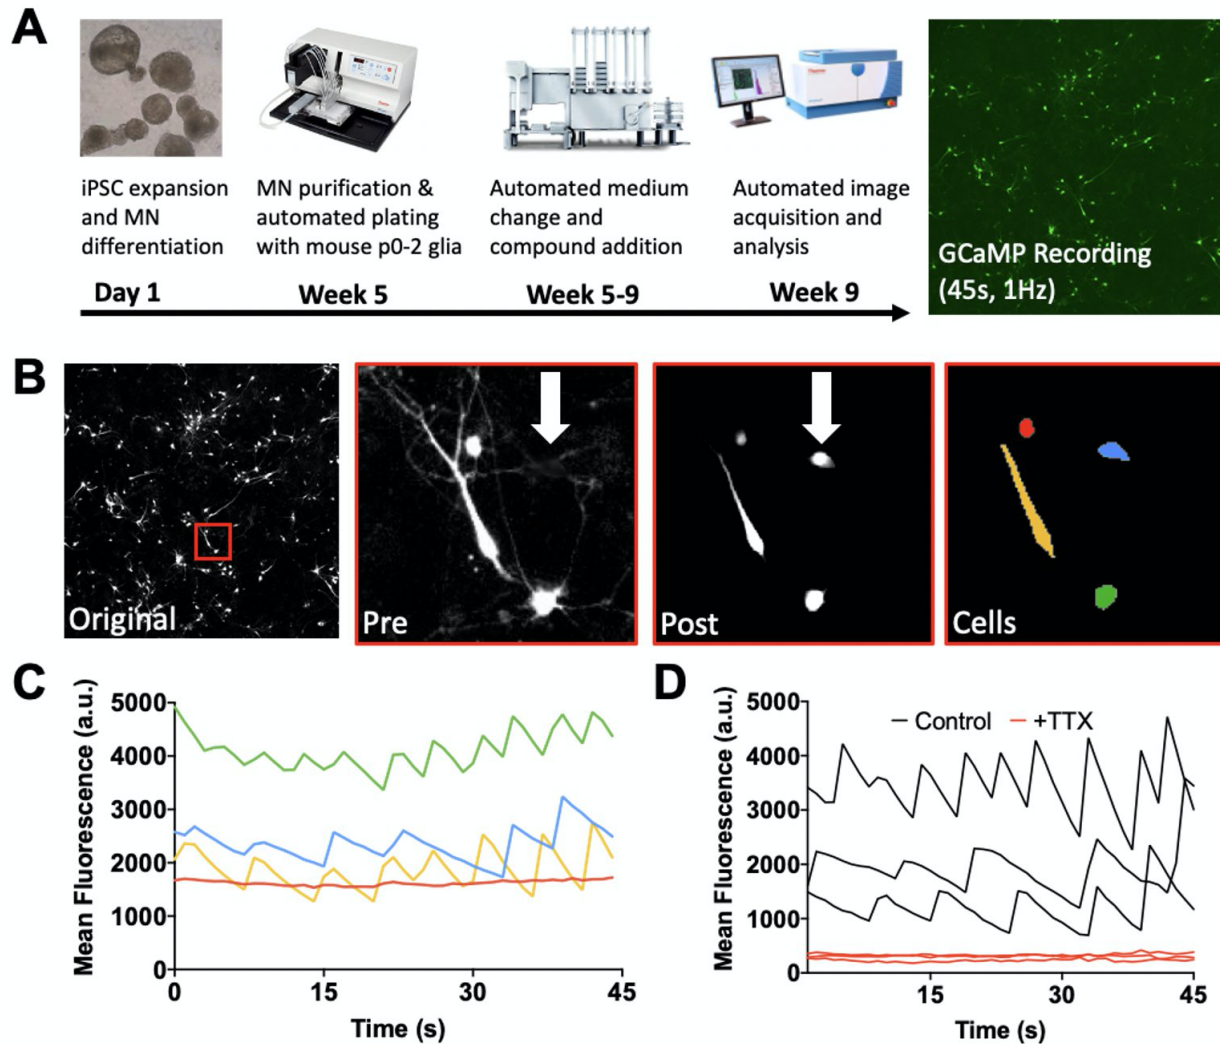 A
iPSC expansion
and MN
differentiation
MN purification &
automated plating
with mouse p0-2 glia
Automated medium
change and
compound addition
Automated image
acquisition and
analysis
Day 1
Week 5
Week 5-9
Week 9
GCaMP Recording
(45s, 1Hz)
B
Original
Pre
Post
Cells
C
Mean Fluorescence (a.u.)
5000
4000
3000
2000
1000
0
0
15
30
45
Time (s)
D
Mean Fluorescence (a.u.)
5000
4000
3000
2000
1000
0
Control
+TTX
15
30
45
Time (s)